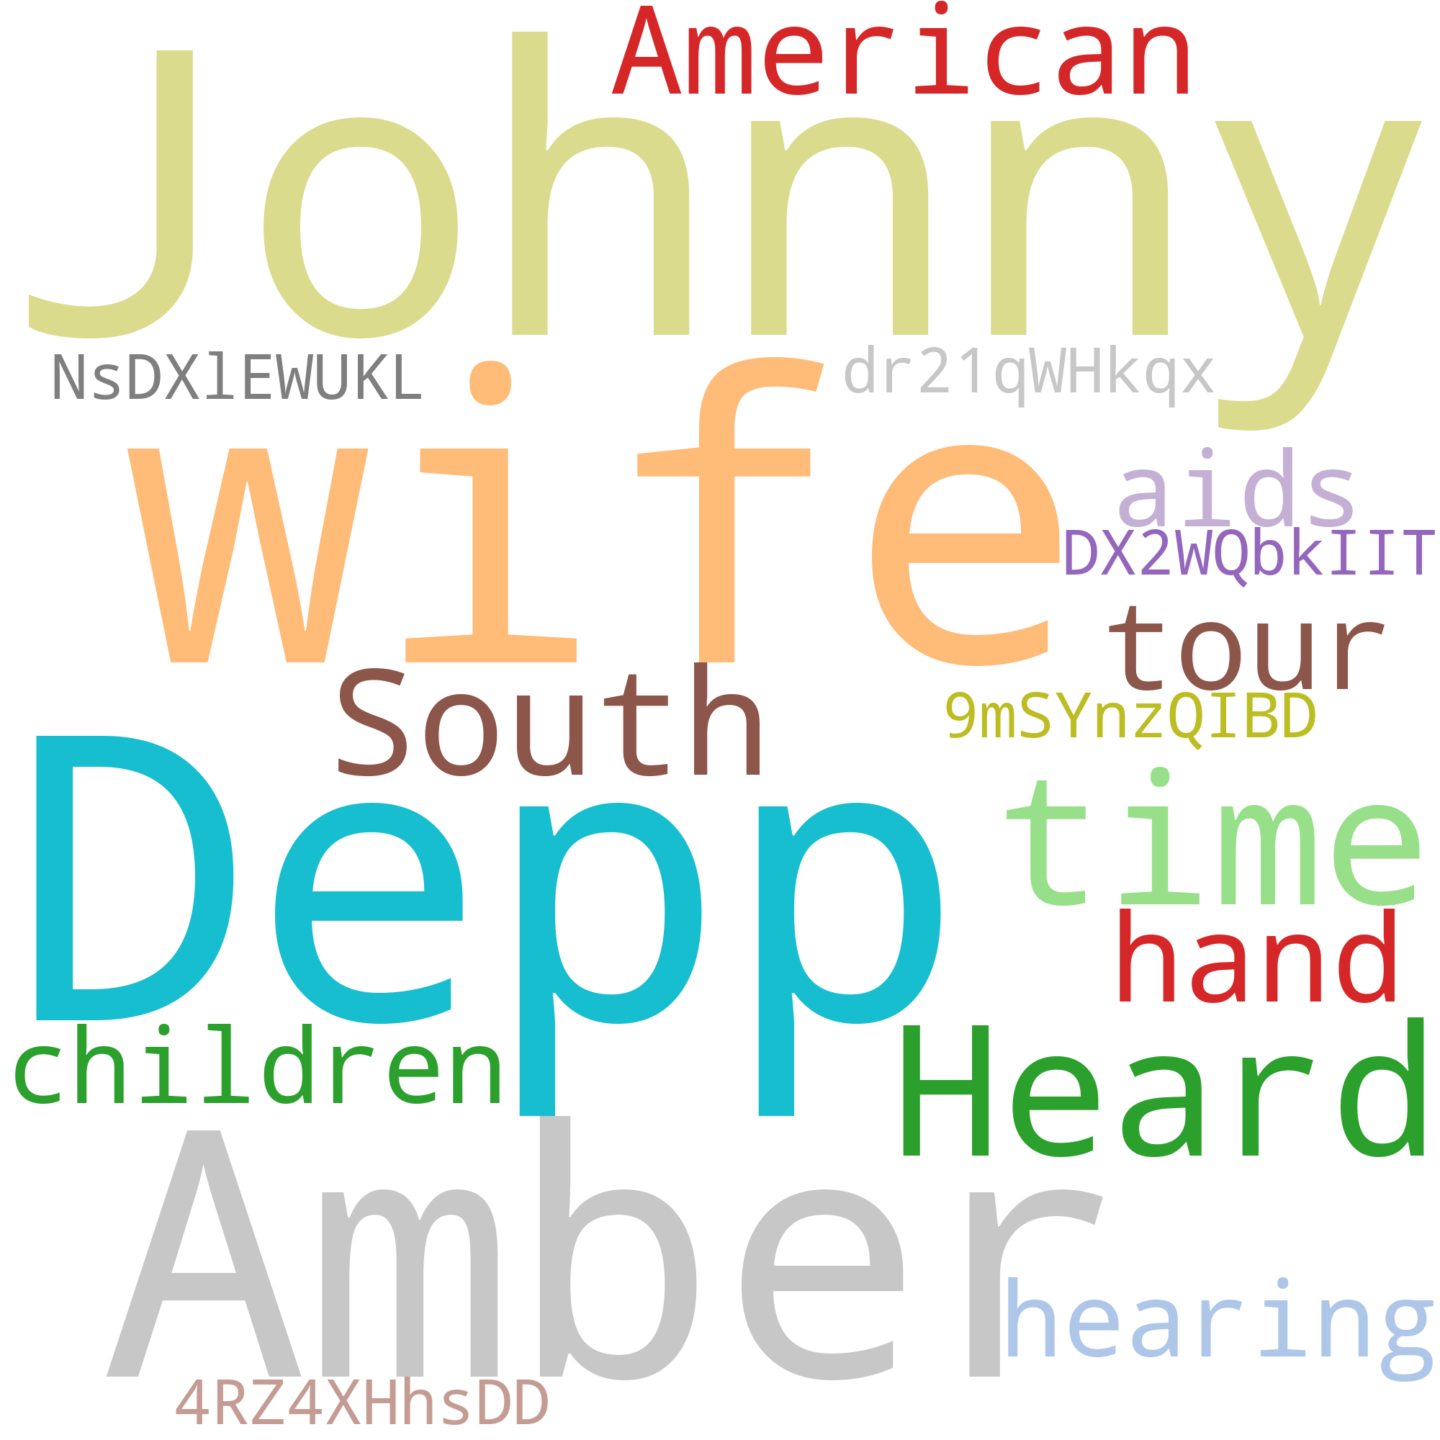 American
Johnny
NsDXlEWUKL
dr21qWHkqx
wife
aids
DX2WQbkIIT
tour
South
9mSYnzQIBD
Depp
time
hand
children
Heard
Amber
hearing
4RZ4XHhsDD